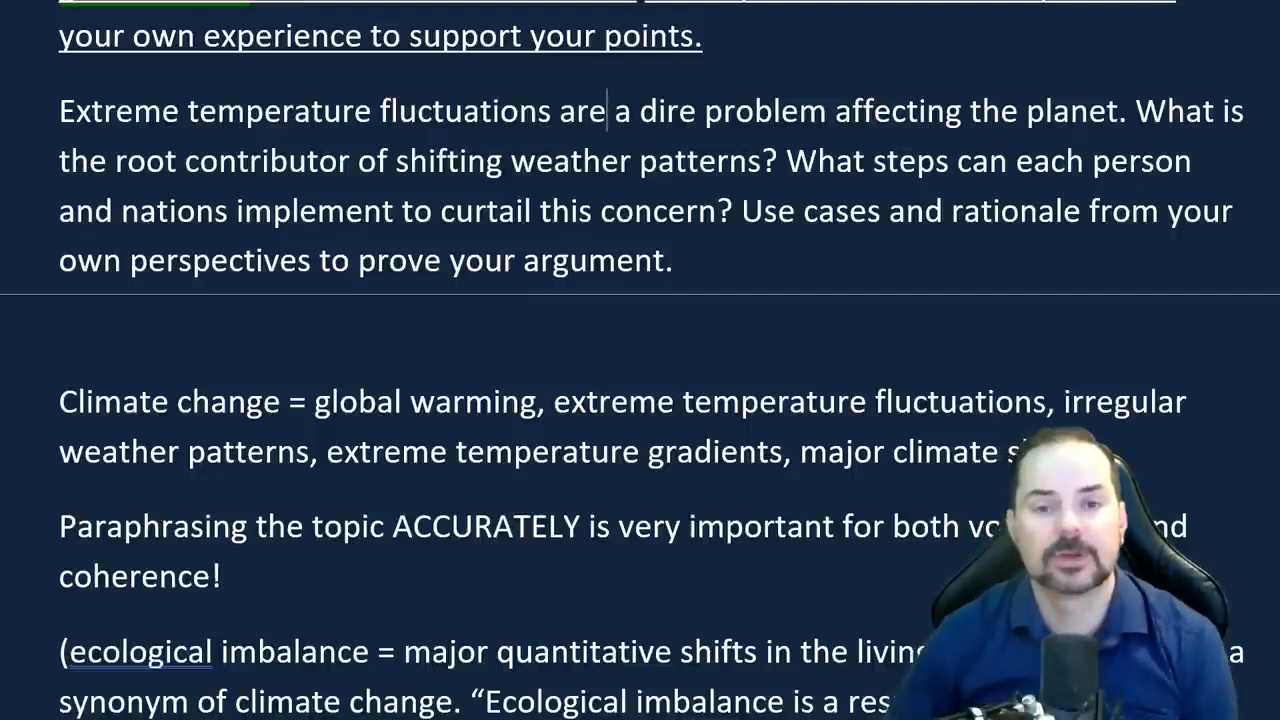 your own experience to support your points.
Extreme temperature fluctuations are a dire problem affecting the planet. What is
the root contributor of shifting weather patterns? What steps can each person
and nations implement to curtail this concern? Use cases and rationale from your
own perspectives to prove your argument.
Climate change = global warming, extreme temperature fluctuations, irregular
weather patterns, extreme temperature gradients, major climate
Paraphrasing the topic ACCURATELY is very important for both
coherence!
(ecological imbalance = major quantitative shifts in the living a
synonym of climate change. “Ecological imbalance is a